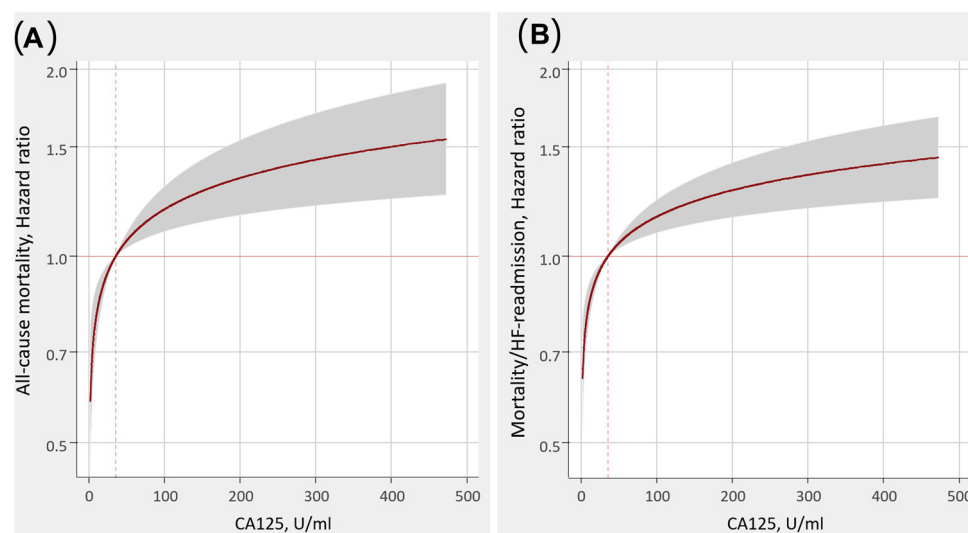 (A)
All-cause mortality, Hazard ratio
2.0
1.5
1.0
0.7
0.5
0 100 200 300 400 500
CA125, U/ml
(B)
Mortality/HF-readmission, Hazard ratio
2.0
1.5
1.0
0.7
0.5
0 100 200 300 400 500
CA125, U/ml